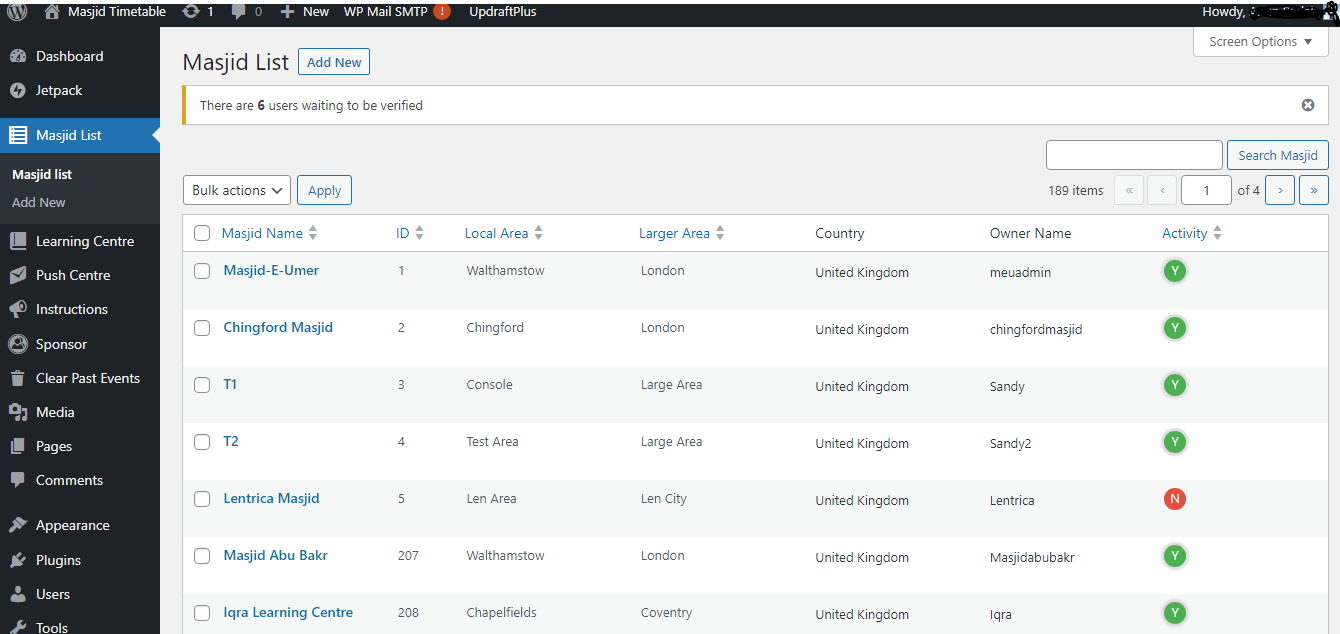 Masjid Timetable 1 0 New WP Mail SMTP ! UpdraftPlus Howdy,
Screen Options ▼
Dashboard
Jetpack
Masjid List
Masjid list
Add New
Learning Centre
Push Centre
Instructions
Sponsor
Clear Past Events
Media
Pages
Comments
Appearance
Plugins
Users
Tools
Masjid List Add New
There are 6 users waiting to be verified
Search Masjid
Bulk actions Apply
189 items « ‹ 1 of 4 › »
Masjid Name ID Local Area Larger Area Country Owner Name Activity
Masjid-E-Umer 1 Walthamstow London United Kingdom meuadmin Y
Chingford Masjid 2 Chingford London United Kingdom chingfordmasjid Y
T1 3 Console Large Area United Kingdom Sandy Y
T2 4 Test Area Large Area United Kingdom Sandy2 Y
Lentrica Masjid 5 Len Area Len City United Kingdom Lentrica N
Masjid Abu Bakr 207 Walthamstow London United Kingdom Masjidabubakr Y
Iqra Learning Centre 208 Chapelfields Coventry United Kingdom Iqra Y